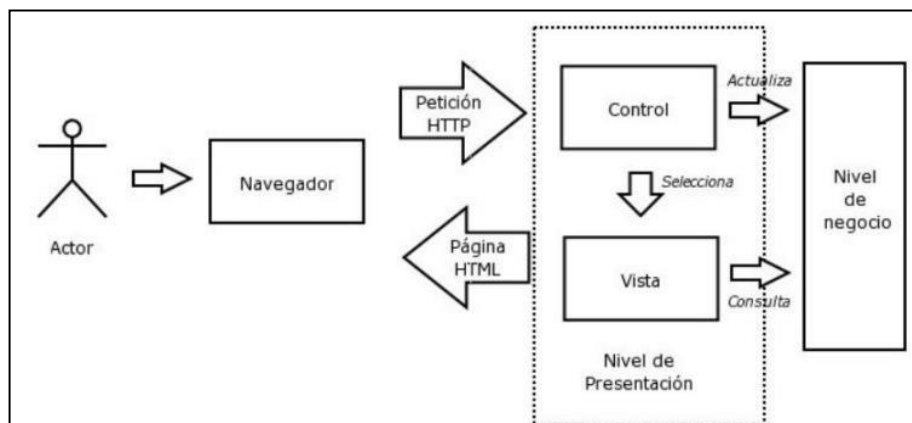 Actor
Navegador
Petición
HTTP
Página
HTML
Control
Actualiza
Selecciona
Vista
Consulta
Nivel de
Presentación
Nivel
de
negocio